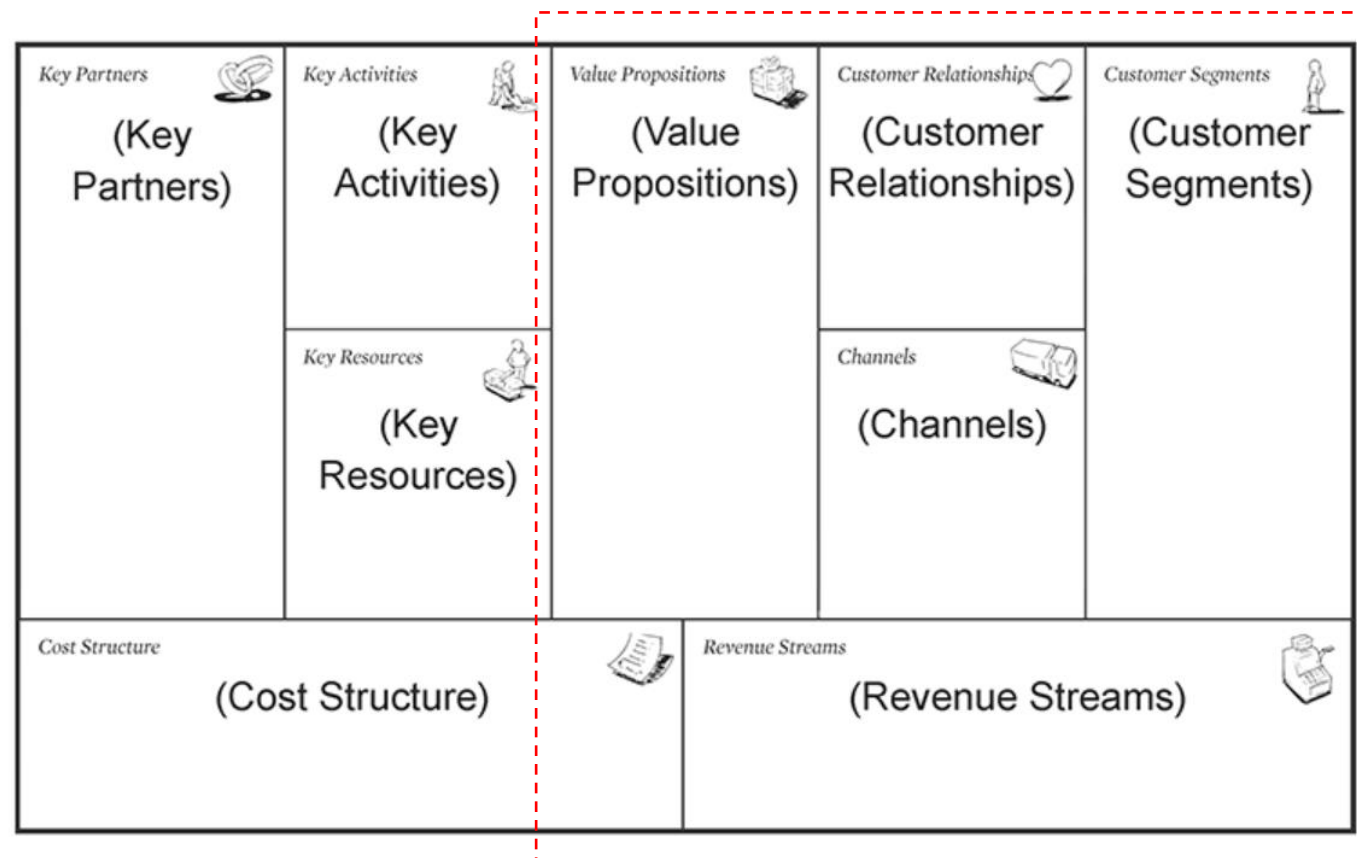 Key Partners
(Key
Partners)
Key Activities
(Key
Activities)
Key Resources
(Key
Resources)
Value Propositions
(Value
Propositions)
Customer Relationships
(Customer
Relationships)
Channels
(Channels)
Customer Segments
(Customer
Segments)
Cost Structure
(Cost Structure)
Revenue Streams
(Revenue Streams)